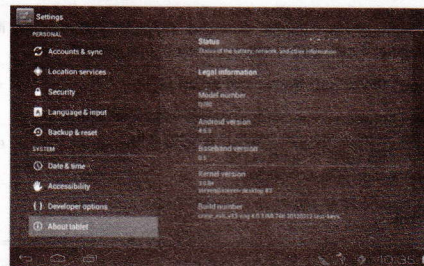 Settings
PERSONAL
Accounts & sync
Location services
Security
Language & input
Backup & reset
SYSTEM
Date & time
Accessibility
Developer options
About tablet
Status
Status of the battery, network, and other information
Legal information
Model number
Android version
Baseband version
Kernel version
Build number
10:35